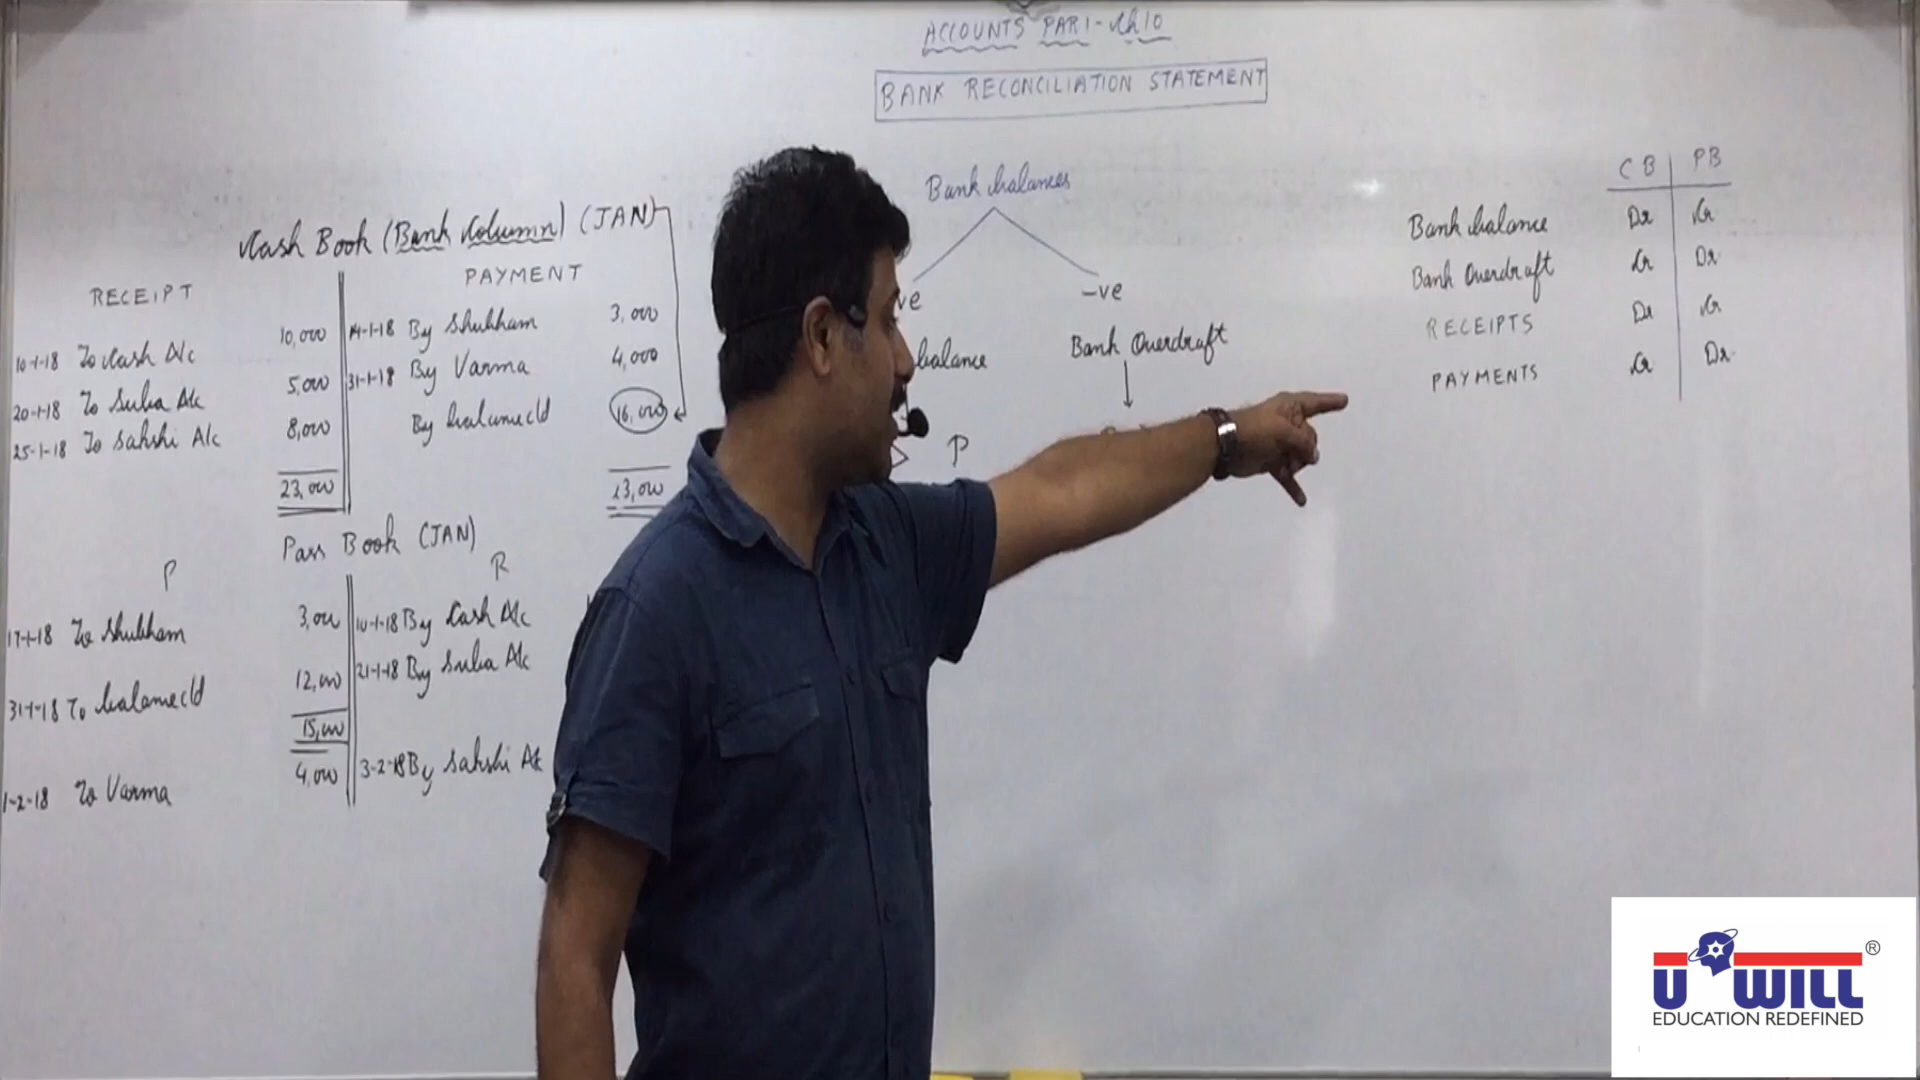 ACCOUNTS PART-Ch 10
BANK RECONCILIATION STATEMENT
Cash Book (Bank Column) (JAN)
RECEIPT
PAYMENT
10-1-18 To Cash A/c 10,000
20-1-18 To Suba A/c 5,000
25-1-18 To Sakshi A/c 8,000
23,000
14-1-18 By Shubham 3,000
31-1-18 By Varma 4,000
By balance c/d 16,000
23,000
Pass Book (JAN)
P
R
17-1-18 To Shubham 3,000
31-1-18 To balance c/d 12,000
15,000
1-2-18 To Varma 4,000
10-1-18 By Cash A/c
21-1-18 By Suba A/c
3-2-18 By Sakshi A/c
Bank balances
ve
-ve
balance
Bank Overdraft
P
CB PB
Bank balance Dr Cr
Bank Overdraft Cr Dr
RECEIPTS Dr Cr
PAYMENTS Cr Dr
U WILL ®
EDUCATION REDEFINED